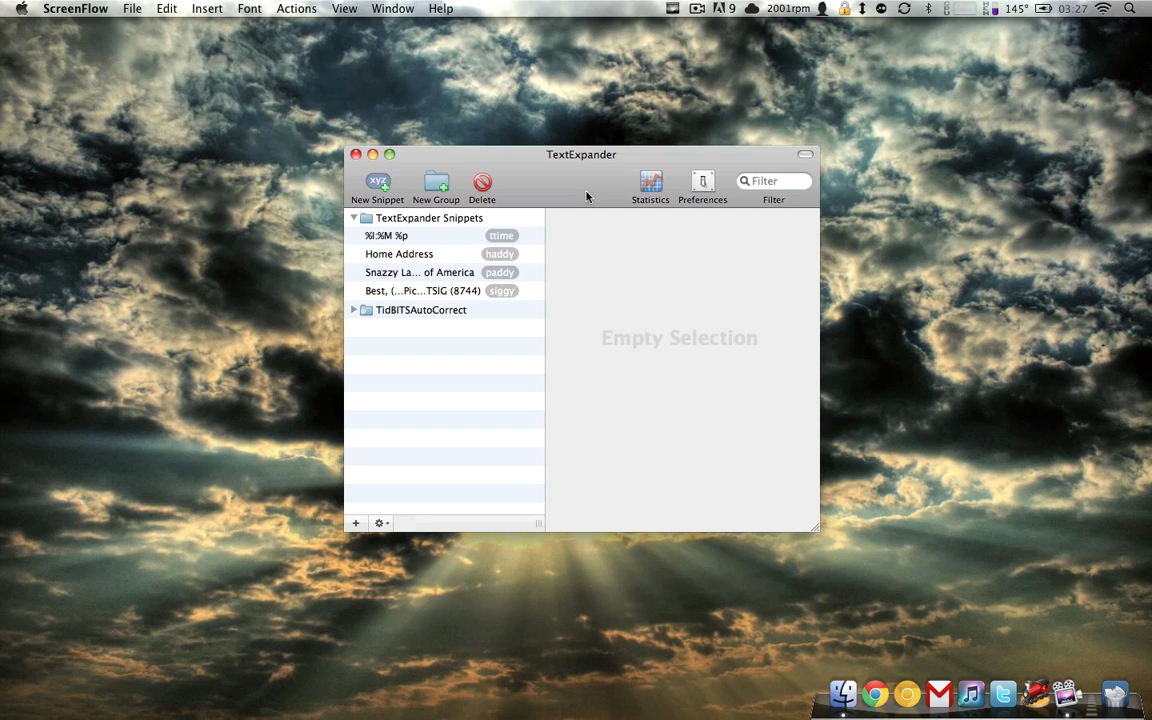 ScreenFlow File Edit Insert Font Actions View Window Help 9 2001rpm 145° 03:27
TextExpander
xyz
Filter
New Snippet New Group Delete Statistics Preferences Filter
TextExpander Snippets
%I:%M %p ttime
Home Address haddy
Snazzy La... of America paddy
Best, (...Pic...TSIG (8744) siggy
TidBITSAutoCorrect
Empty Selection